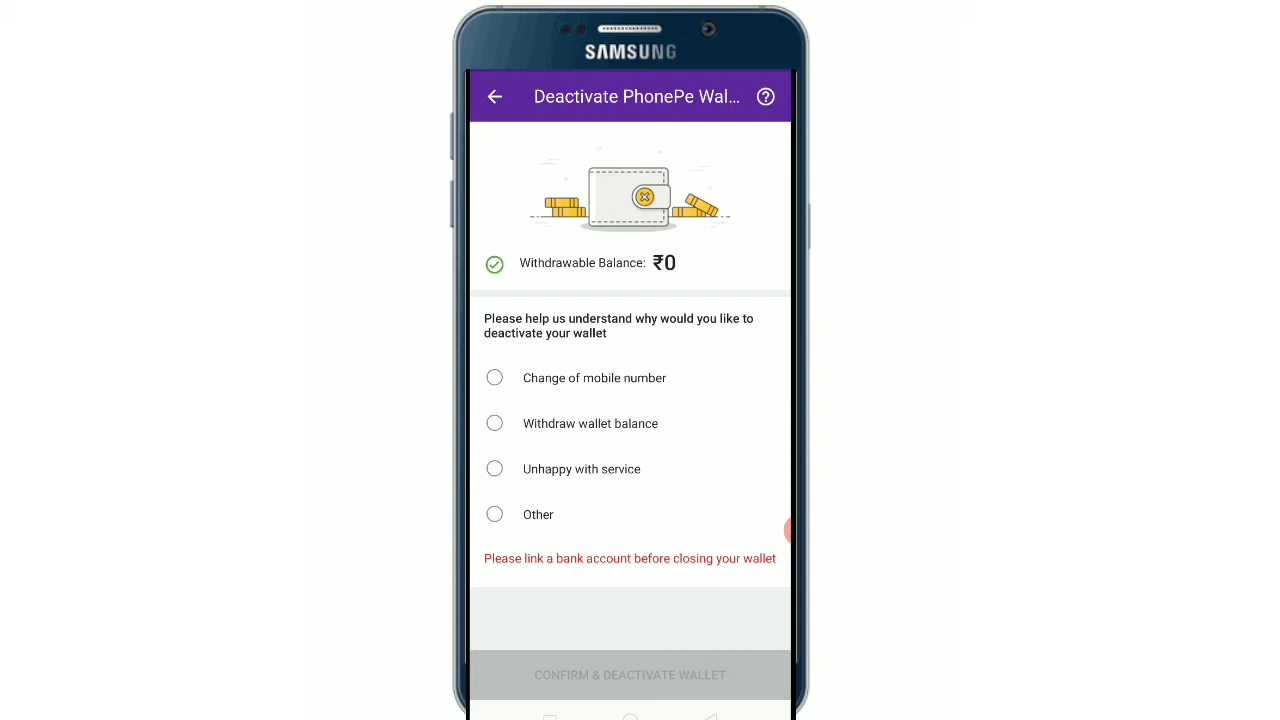 SAMSUNG
Deactivate PhonePe Wal...
Withdrawable Balance: ₹0
Please help us understand why would you like to
deactivate your wallet
Change of mobile number
Withdraw wallet balance
Unhappy with service
Other
Please link a bank account before closing your wallet
CONFIRM & DEACTIVATE WALLET